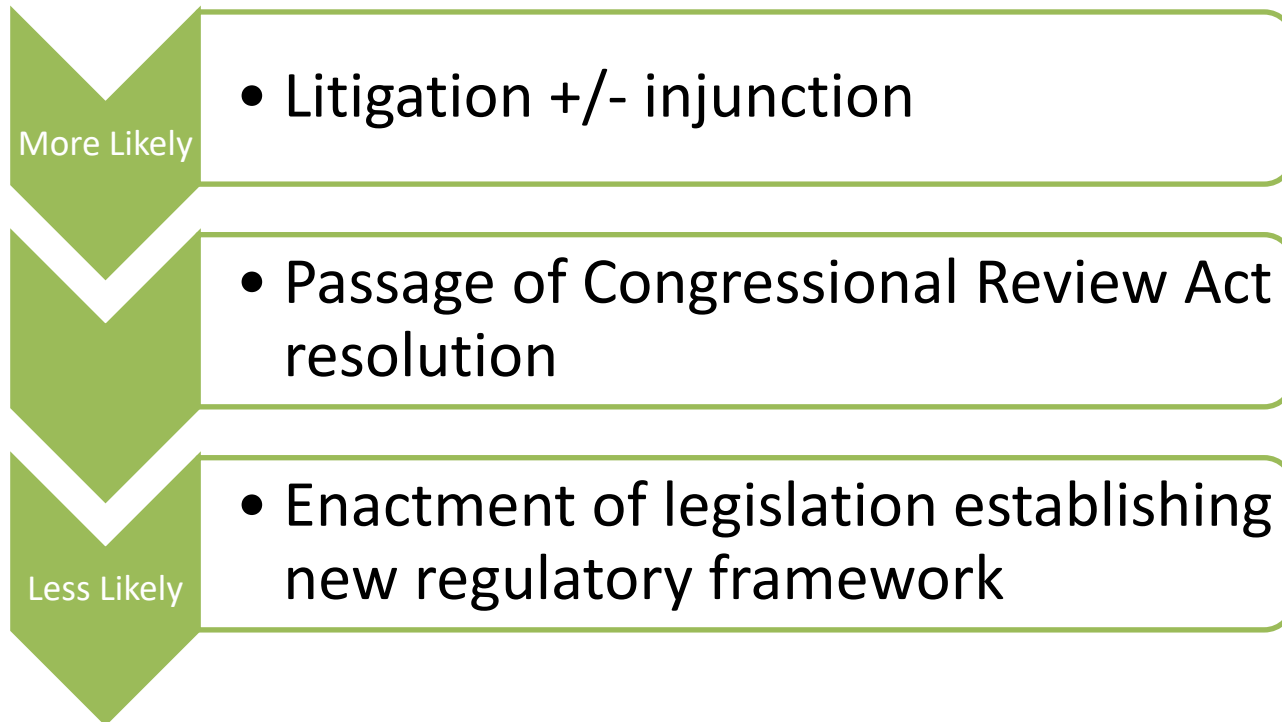 More Likely
• Litigation +/- injunction
• Passage of Congressional Review Act
resolution
Less Likely
• Enactment of legislation establishing
new regulatory framework